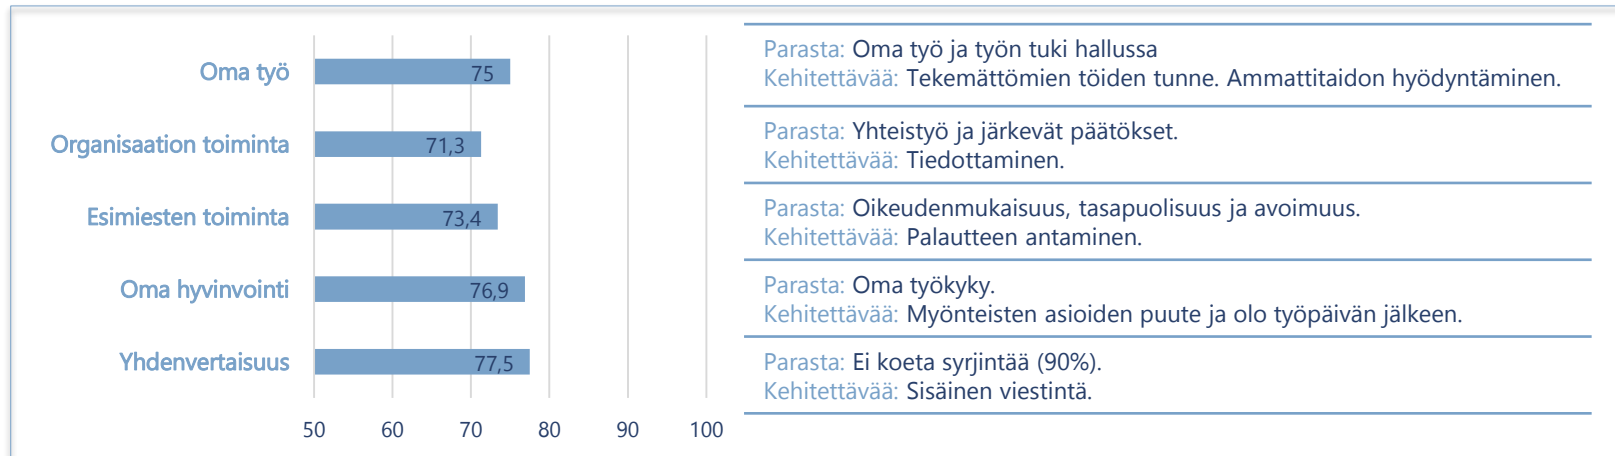 Oma työ
75
Parasta: Oma työ ja työn tuki hallussa
Kehitettävää: Tekemättömien töiden tunne. Ammattitaidon hyödyntäminen.
Organisaation toiminta
71,3
Parasta: Yhteistyö ja järkevät päätökset.
Kehitettävää: Tiedottaminen.
Esimiesten toiminta
73,4
Parasta: Oikeudenmukaisuus, tasapuolisuus ja avoimuus.
Kehitettävää: Palautteen antaminen.
Oma hyvinvointi
76,9
Parasta: Oma työkyky.
Kehitettävää: Myönteisten asioiden puute ja olo työpäivän jälkeen.
Yhdenvertaisuus
77,5
Parasta: Ei koeta syrjintää (90%).
Kehitettävää: Sisäinen viestintä.
50 60 70 80 90 100